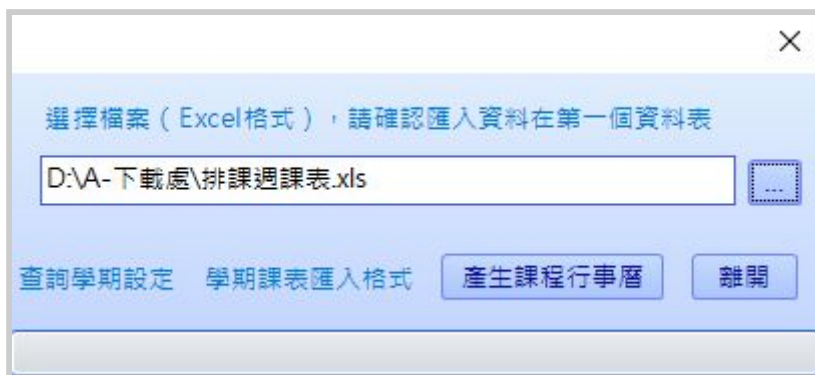 選擇檔案（Excel格式），請確認匯入資料在第一個資料表
D:\A-下載處\排課週課表.xls
...
查詢學期設定 學期課表匯入格式 產生課程行事曆 離開